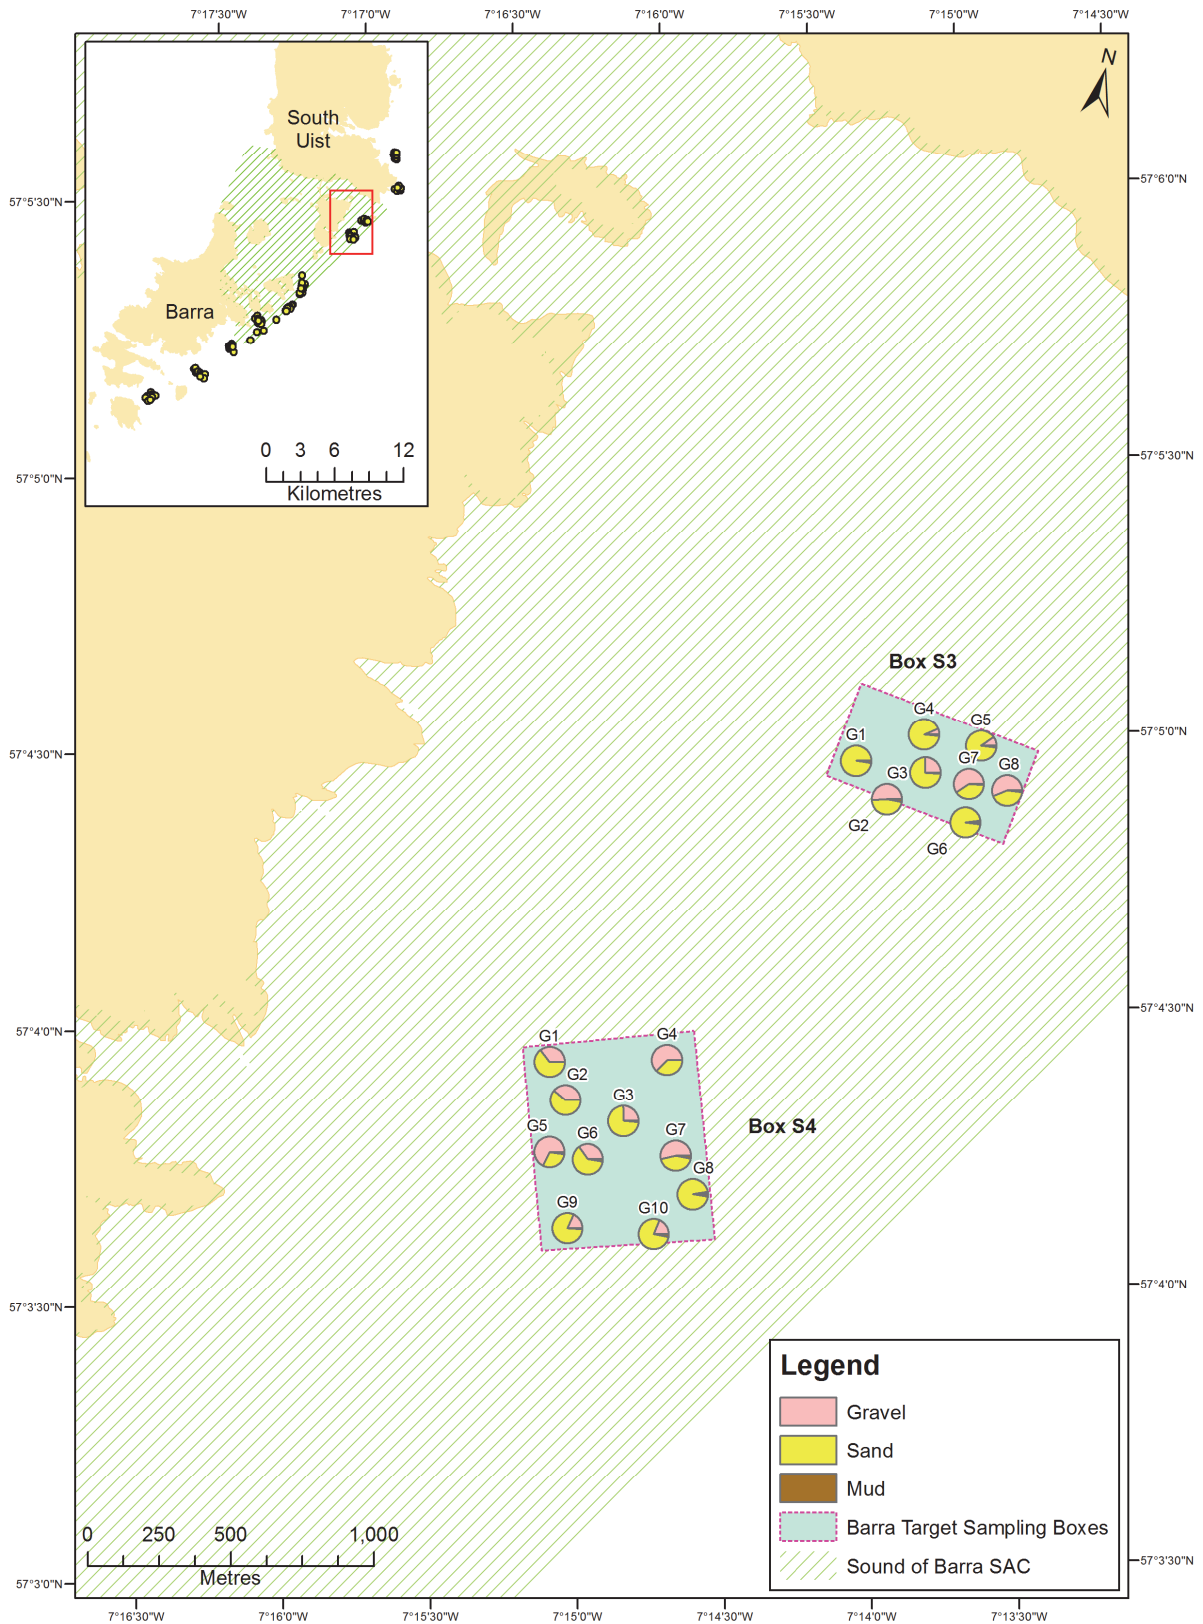 7°17'30"W 7°17'0"W 7°16'30"W 7°16'0"W 7°15'30"W 7°15'0"W 7°14'30"W
N
South
Uist
57°6'0"N
57°5'30"N
Barra
0 3 6 12
Kilometres
57°5'30"N
57°5'0"N
Box S3
G4
G5
G1
57°5'0"N
57°4'30"N
G7
G8
G3
G2
G6
57°4'30"N
57°4'0"N
G1
G4
G2
G3
G5
G6
G7
Box S4
G8
G9
G10
57°4'0"N
57°3'30"N
Legend
Gravel
Sand
Mud
Barra Target Sampling Boxes
Sound of Barra SAC
0 250 500 1,000
Metres
57°3'30"N
57°3'0"N
7°16'30"W 7°16'0"W 7°15'30"W 7°15'0"W 7°14'30"W 7°14'0"W 7°13'30"W